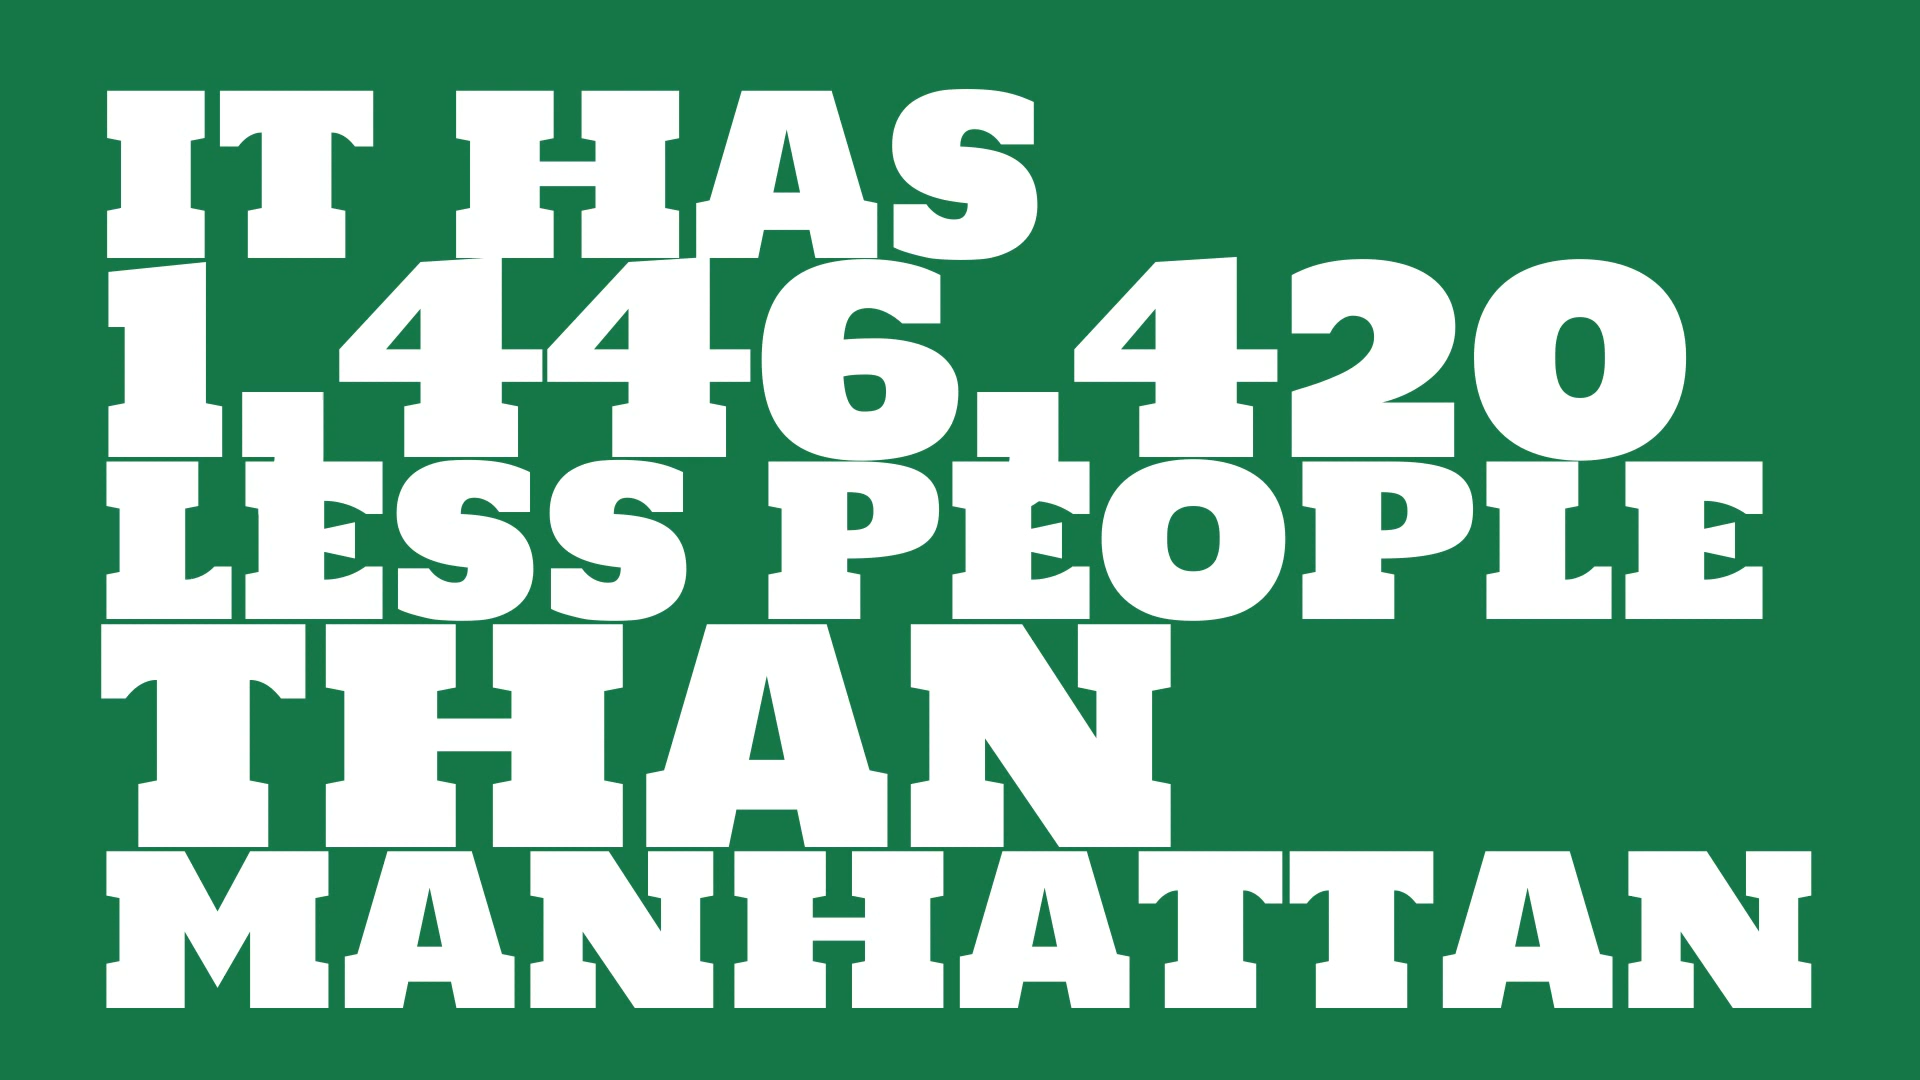 IT HAS
1,446,420
LESS PEOPLE
THAN
MANHATTAN